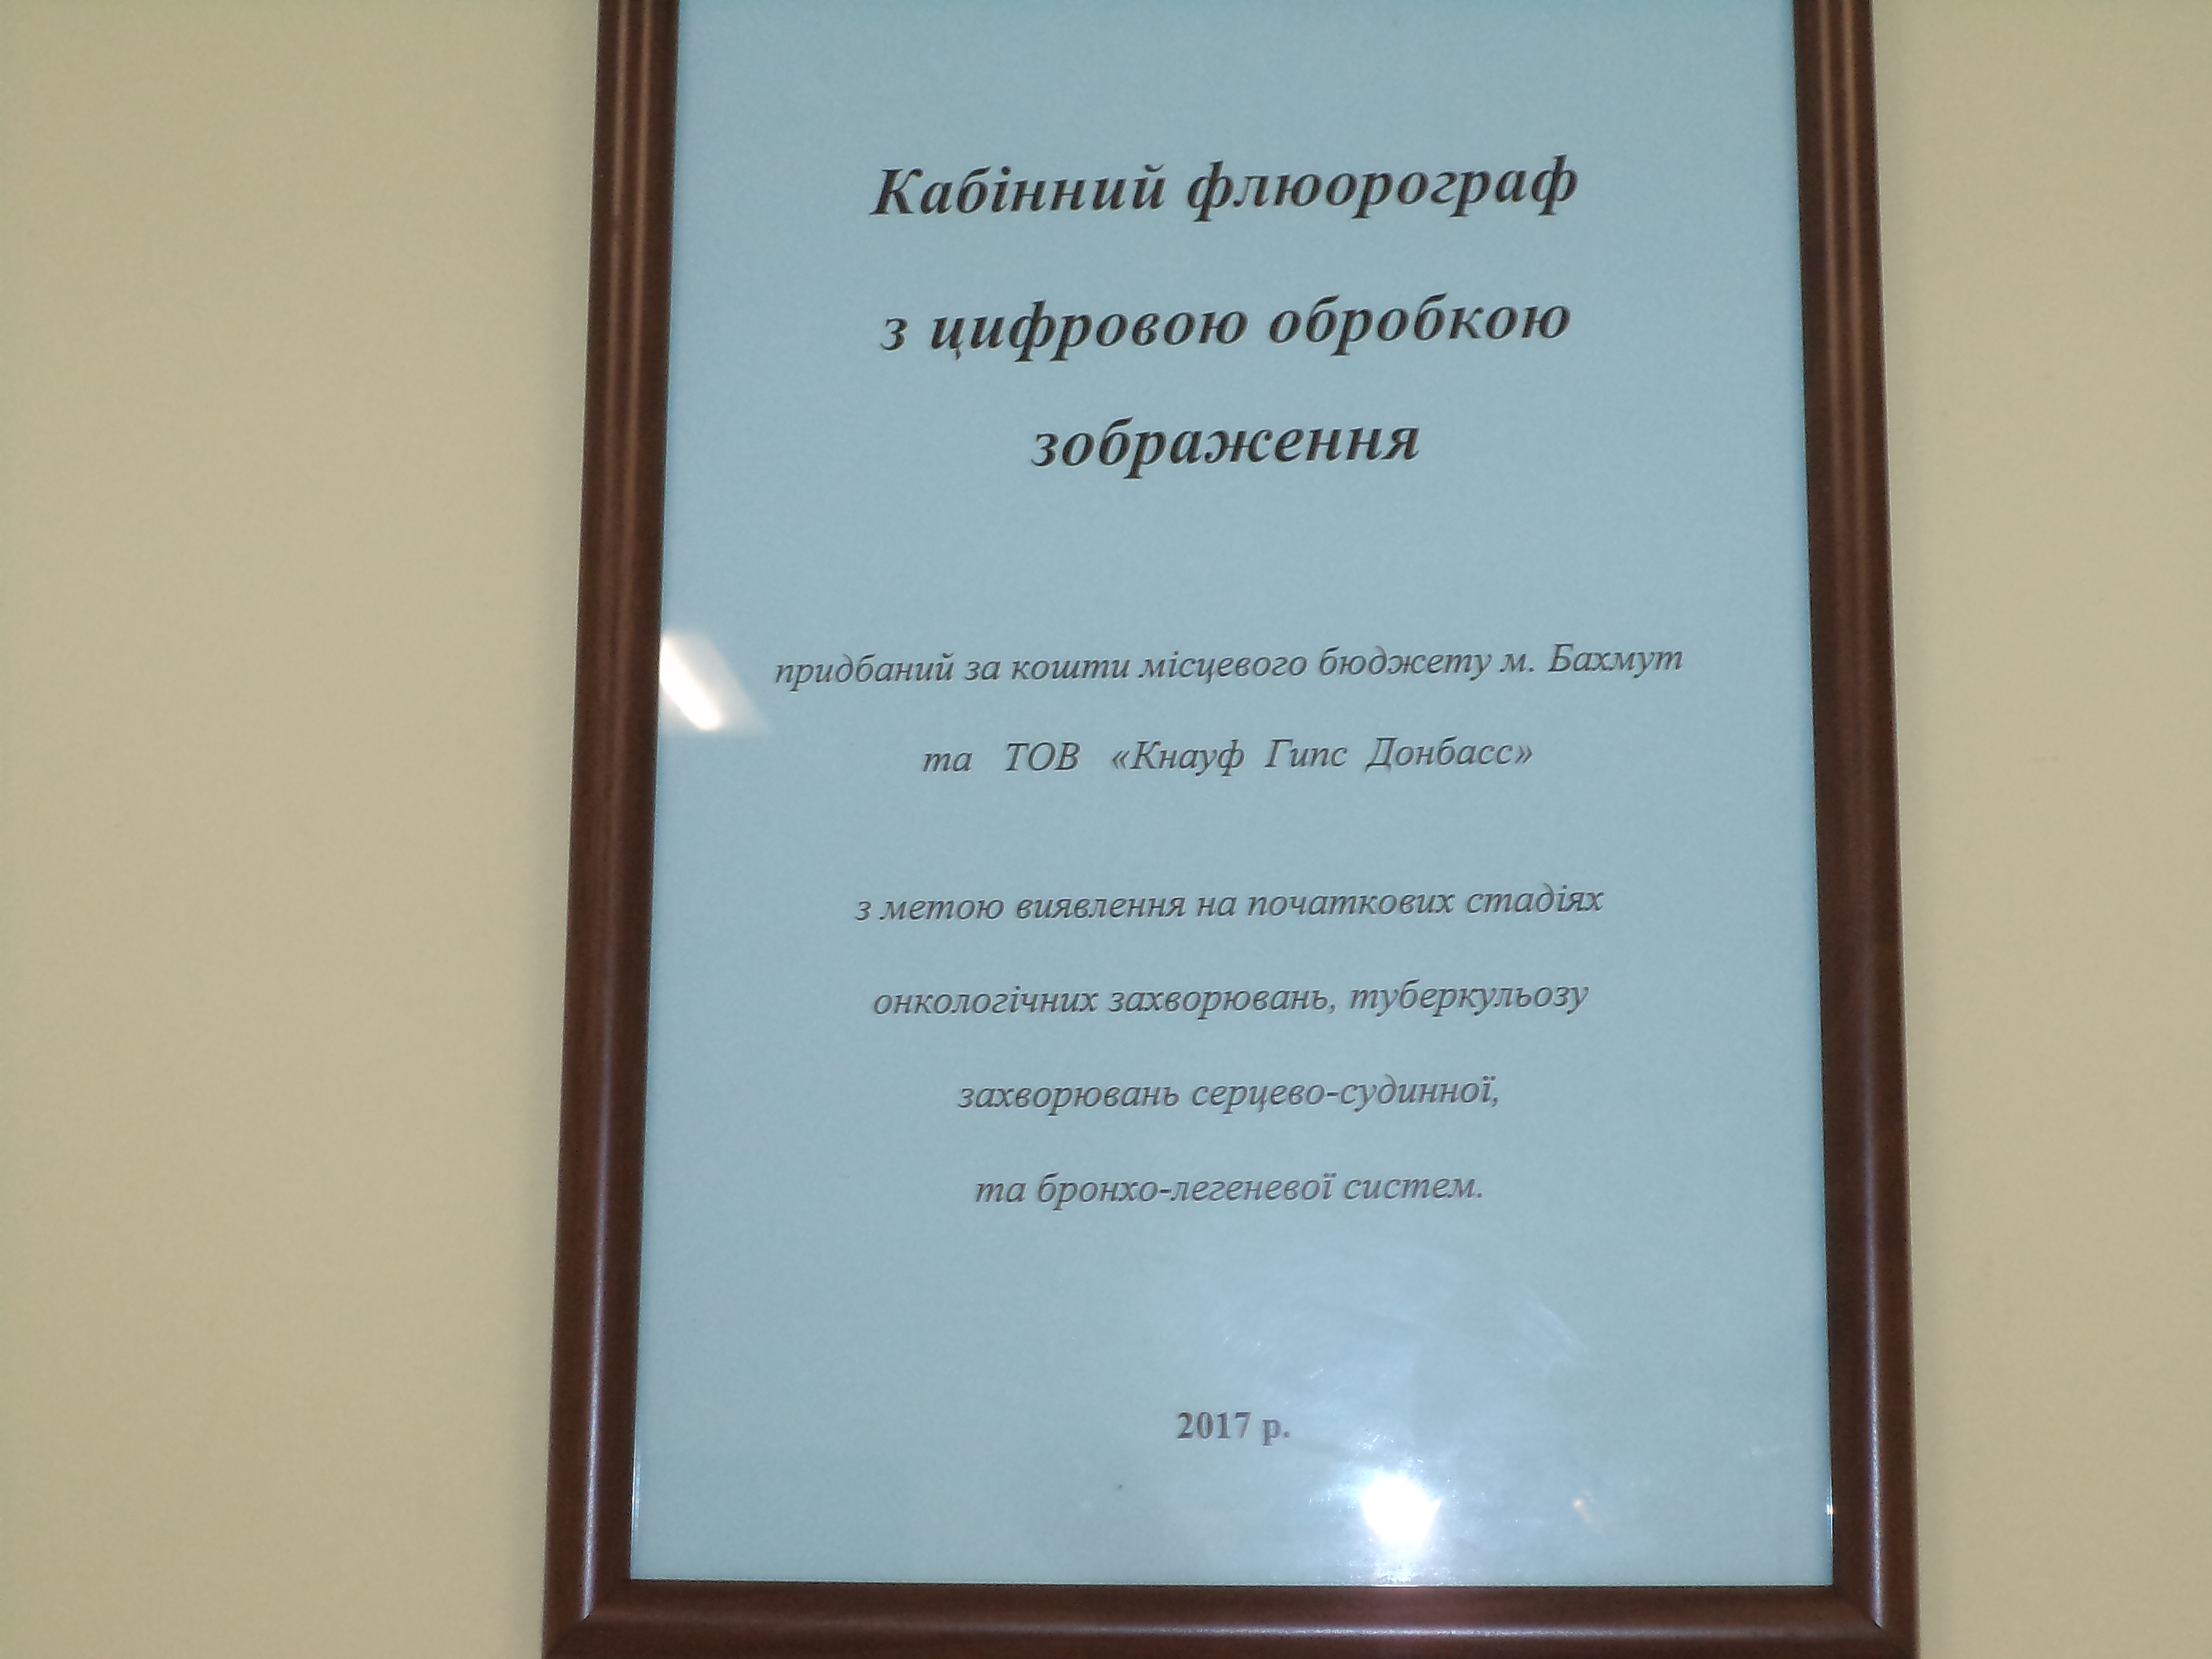 Кабінний флюорограф
з цифровою обробкою
зображення
придбаний за кошти місцевого бюджету м. Бахмут
та ТОВ «Кнауф Гипс Донбасс»
з метою виявлення на початкових стадіях
онкологічних захворювань, туберкульозу
захворювань серцево-судинної,
та бронхо-легеневої систем.
2017 р.